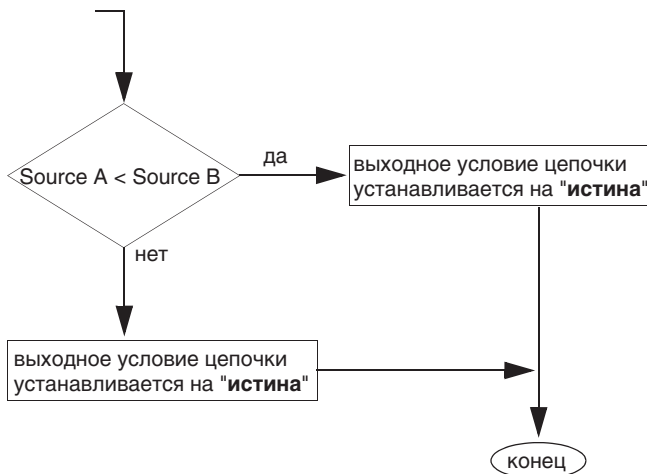 Source A < Source B
да
выходное условие цепочки
устанавливается на "истина"
нет
выходное условие цепочки
устанавливается на "истина"
конец